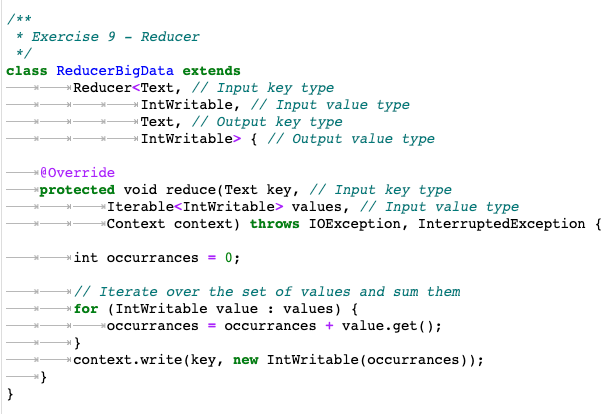 /**
 * Exercise 9 - Reducer
 */
class ReducerBigData extends
		Reducer<Text, // Input key type
				IntWritable, // Input value type
				Text, // Output key type
				IntWritable> { // Output value type

	@Override
	protected void reduce(Text key, // Input key type
			Iterable<IntWritable> values, // Input value type
			Context context) throws IOException, InterruptedException {

		int occurrances = 0;

		// Iterate over the set of values and sum them
		for (IntWritable value : values) {
			occurrances = occurrances + value.get();
		}
		context.write(key, new IntWritable(occurrances));
	}
}